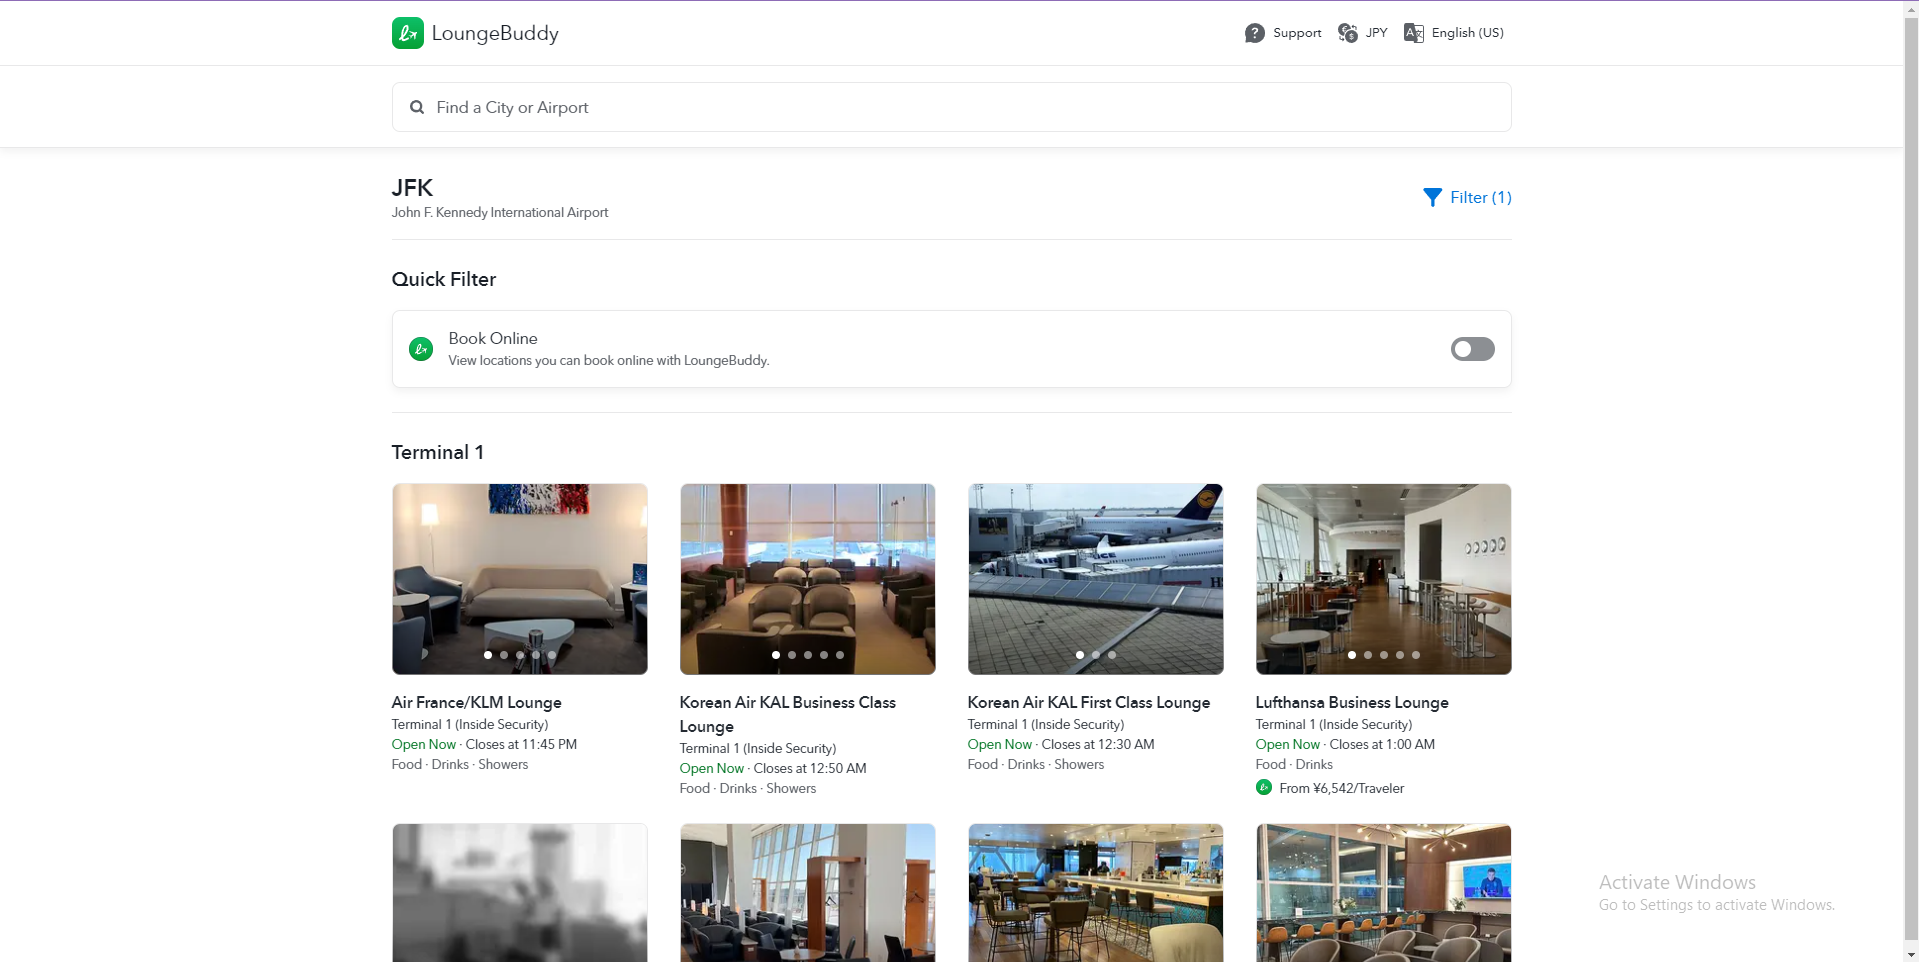 LoungeBuddy
Support
JPY
English (US)
Find a City or Airport
JFK
John F. Kennedy International Airport
Filter (1)
Quick Filter
Book Online
View locations you can book online with LoungeBuddy.
Terminal 1
Air France/KLM Lounge
Terminal 1 (Inside Security)
Open Now · Closes at 11:45 PM
Food · Drinks · Showers
Korean Air KAL Business Class
Lounge
Terminal 1 (Inside Security)
Open Now · Closes at 12:50 AM
Food · Drinks · Showers
Korean Air KAL First Class Lounge
Terminal 1 (Inside Security)
Open Now · Closes at 12:30 AM
Food · Drinks · Showers
Lufthansa Business Lounge
Terminal 1 (Inside Security)
Open Now · Closes at 1:00 AM
Food · Drinks
From ¥6,542/Traveler
Activate Windows
Go to Settings to activate Windows.